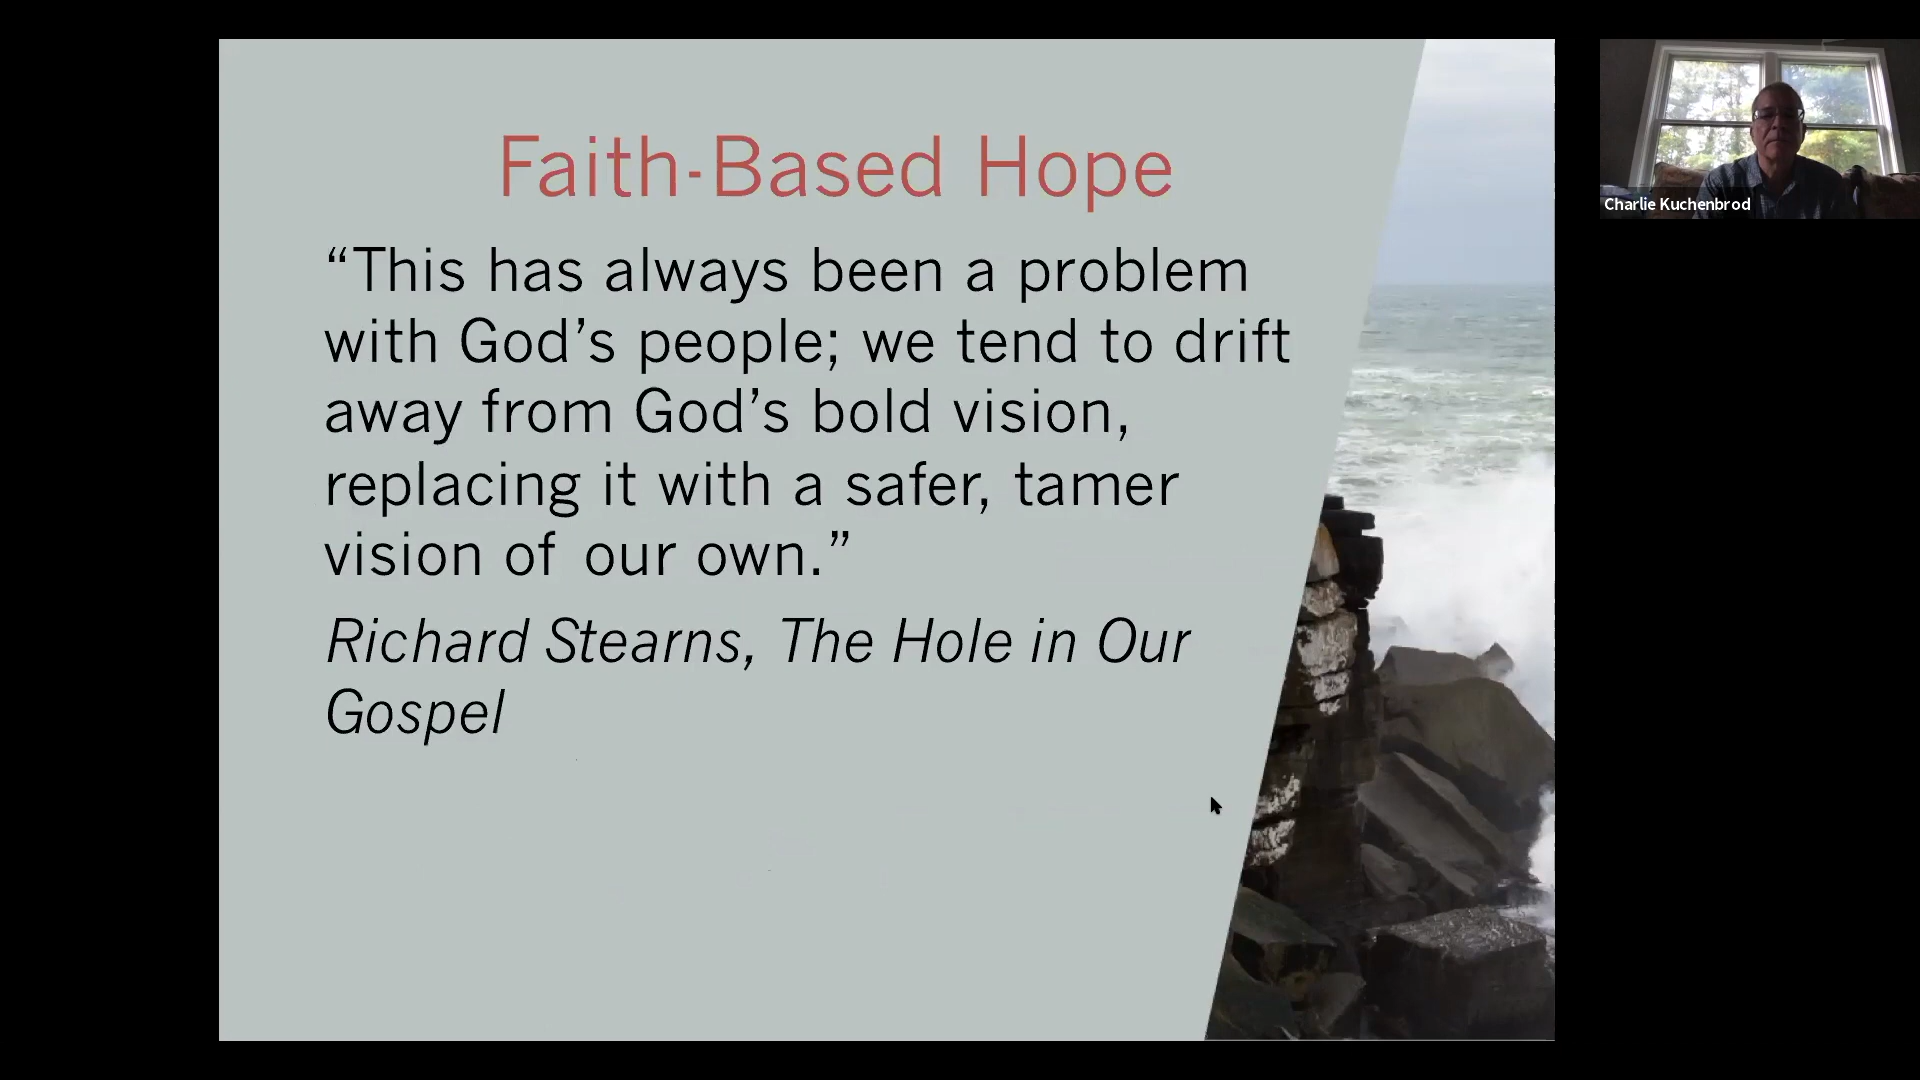 Faith-Based Hope
“This has always been a problem
with God’s people; we tend to drift
away from God’s bold vision,
replacing it with a safer, tamer
vision of our own.”
Richard Stearns, The Hole in Our
Gospel
Charlie Kuchenbrod